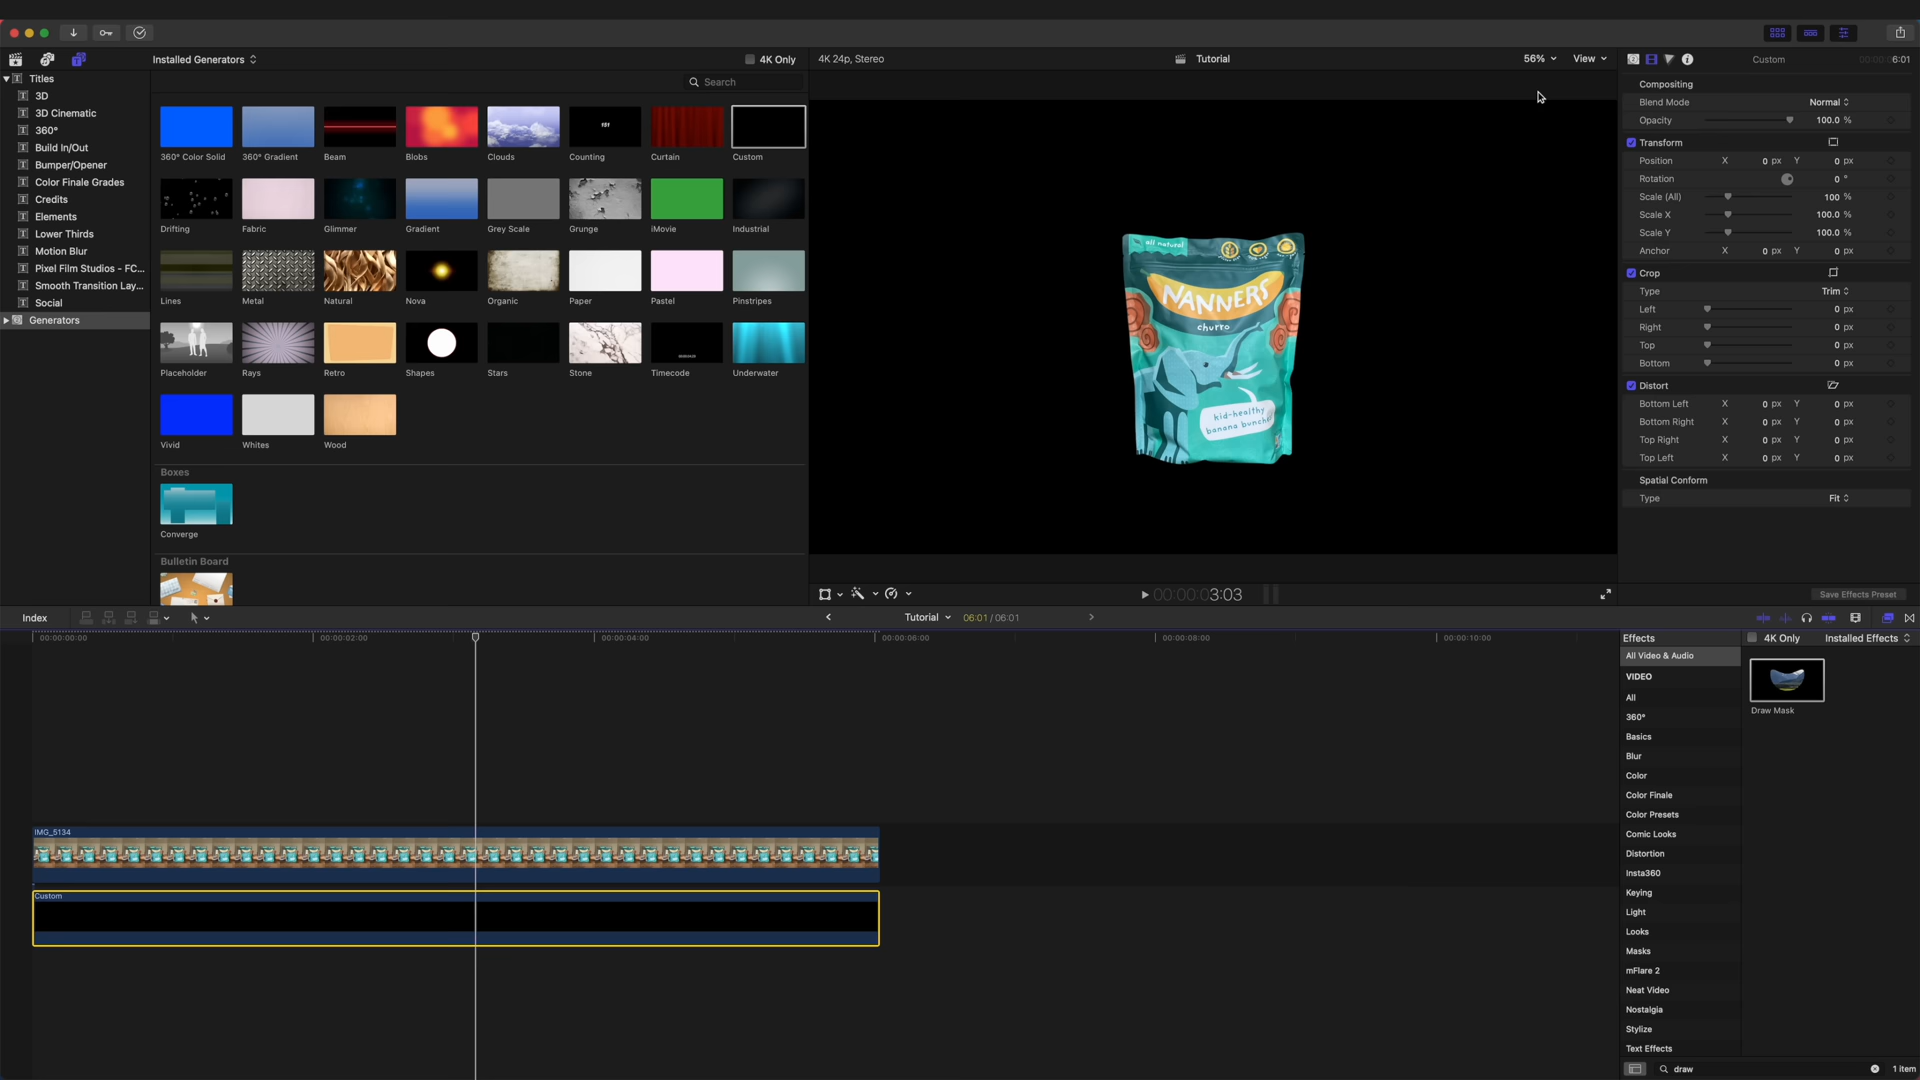 Installed Generators
4K Only
4K 24p, Stereo
Tutorial
56%
View
Custom
6:01
Titles
3D
3D Cinematic
360°
Build In/Out
Bumper/Opener
Color Finale Grades
Credits
Elements
Lower Thirds
Motion Blur
Pixel Film Studios - FC...
Smooth Transition Lay...
Social
Generators
Search
360° Color Solid
360° Gradient
Beam
Blobs
Clouds
Counting
Curtain
Custom
Drifting
Fabric
Glimmer
Gradient
Grey Scale
Grunge
iMovie
Industrial
Lines
Metal
Natural
Nova
Organic
Paper
Pastel
Pinstripes
Placeholder
Rays
Retro
Shapes
Stars
Stone
Timecode
Underwater
Vivid
Whites
Wood
Boxes
Converge
Bulletin Board
all natural
NANNERS
churro
kid-healthy
00:00:00:03:03
Compositing
Blend Mode Normal
Opacity 100.0 %
Transform
Position X 0 px Y 0 px
Rotation 0 °
Scale (All) 100 %
Scale X 100.0 %
Scale Y 100.0 %
Anchor X 0 px Y 0 px
Crop
Type Trim
Left 0 px
Right 0 px
Top 0 px
Bottom 0 px
Distort
Bottom Left X 0 px Y 0 px
Bottom Right X 0 px Y 0 px
Top Right X 0 px Y 0 px
Top Left X 0 px Y 0 px
Spatial Conform
Type Fit
Save Effects Preset
Index
Tutorial
06:01 / 06:01
00:00:00:00
00:00:02:00
00:00:04:00
00:00:06:00
00:00:08:00
00:00:10:00
IMG_5134
Custom
Effects
4K Only
Installed Effects
All Video & Audio
VIDEO
All
360°
Basics
Blur
Color
Color Finale
Color Presets
Comic Looks
Distortion
Insta360
Keying
Light
Looks
Masks
mFlare 2
Neat Video
Nostalgia
Stylize
Text Effects
Draw Mask
draw
1 item